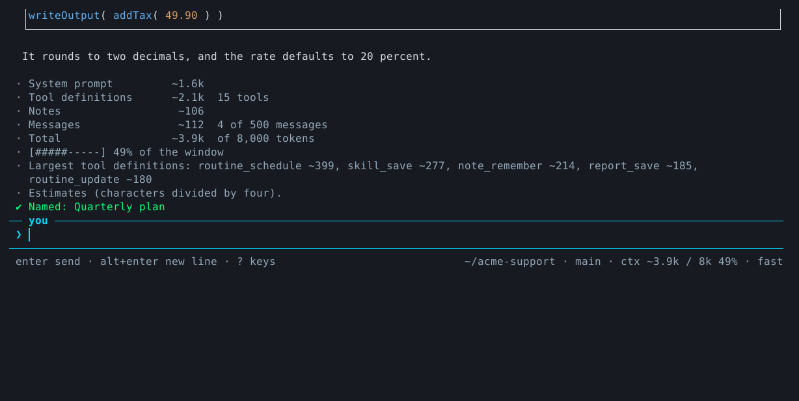 writeOutput( addTax( 49.90 ) )
It rounds to two decimals, and the rate defaults to 20 percent.
· System prompt ~1.6k
· Tool definitions ~2.1k 15 tools
· Notes ~106
· Messages ~112 4 of 500 messages
· Total ~3.9k of 8,000 tokens
· [#####-----] 49% of the window
· Largest tool definitions: routine_schedule ~399, skill_save ~277, note_remember ~214, report_save ~185,
routine_update ~180
· Estimates (characters divided by four).
✔ Named: Quarterly plan
you
❯
enter send · alt+enter new line · ? keys ~/acme-support · main · ctx ~3.9k / 8k 49% · fast